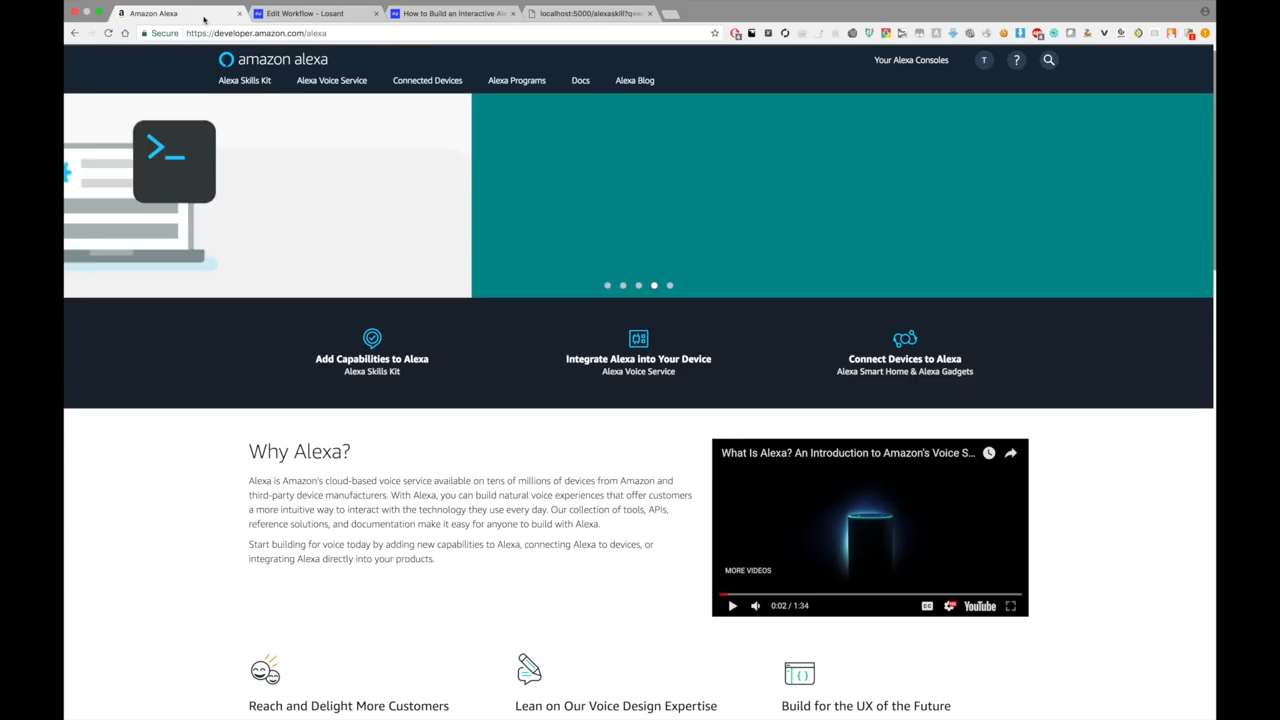 Amazon Alexa
Edit Workflow - Losant
How to Build an Interactive Al
localhost:5000/alexaskill?q=w
Secure
https://developer.amazon.com/alexa
amazon alexa
Your Alexa Consoles
T
?
Alexa Skills Kit
Alexa Voice Service
Connected Devices
Alexa Programs
Docs
Alexa Blog
>_
Add Capabilities to Alexa
Alexa Skills Kit
Integrate Alexa into Your Device
Alexa Voice Service
Connect Devices to Alexa
Alexa Smart Home & Alexa Gadgets
Why Alexa?
Alexa is Amazon's cloud-based voice service available on tens of millions of devices from Amazon and
third-party device manufacturers. With Alexa, you can build natural voice experiences that offer customers
a more intuitive way to interact with the technology they use every day. Our collection of tools, APIs,
reference solutions, and documentation make it easy for anyone to build with Alexa.
Start building for voice today by adding new capabilities to Alexa, connecting Alexa to devices, or
integrating Alexa directly into your products.
What Is Alexa? An Introduction to Amazon's Voice S...
MORE VIDEOS
0:02 / 1:34
YouTube
Reach and Delight More Customers
Lean on Our Voice Design Expertise
Build for the UX of the Future